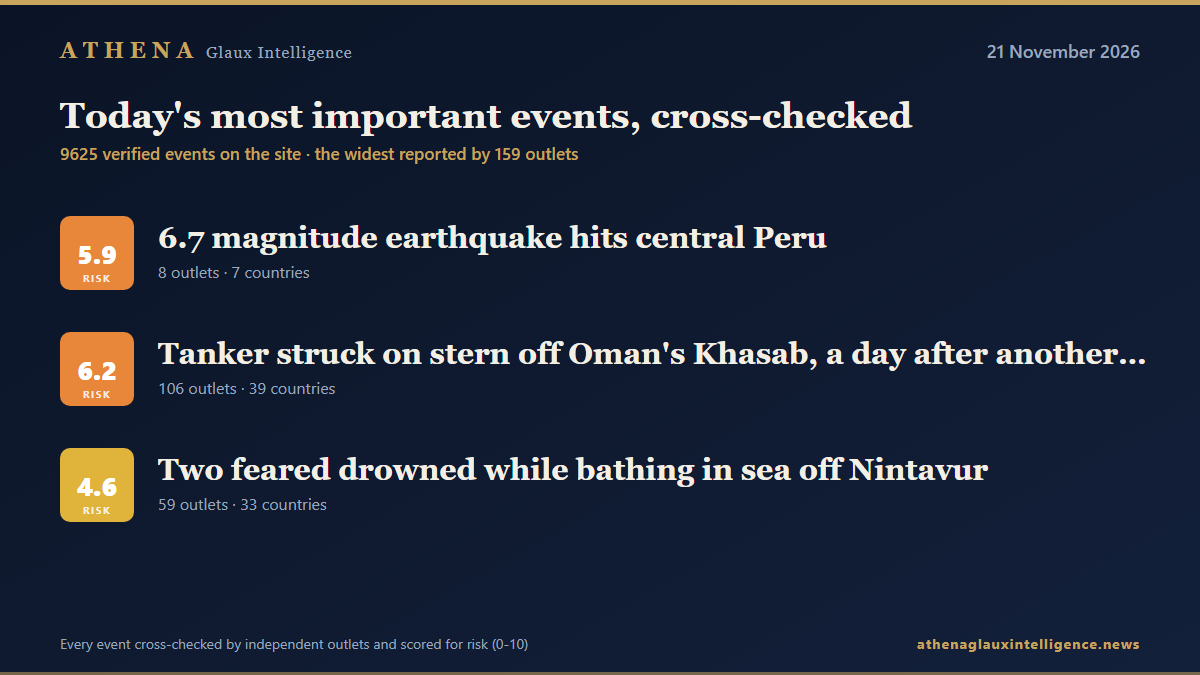 ATHENA Glaux Intelligence
21 November 2026
Today's most important events, cross-checked
9625 verified events on the site · the widest reported by 159 outlets
5.9
RISK
6.7 magnitude earthquake hits central Peru
8 outlets · 7 countries
6.2
RISK
Tanker struck on stern off Oman's Khasab, a day after another...
106 outlets · 39 countries
4.6
RISK
Two feared drowned while bathing in sea off Nintavur
59 outlets · 33 countries
Every event cross-checked by independent outlets and scored for risk (0-10)
athenaglauxintelligence.news